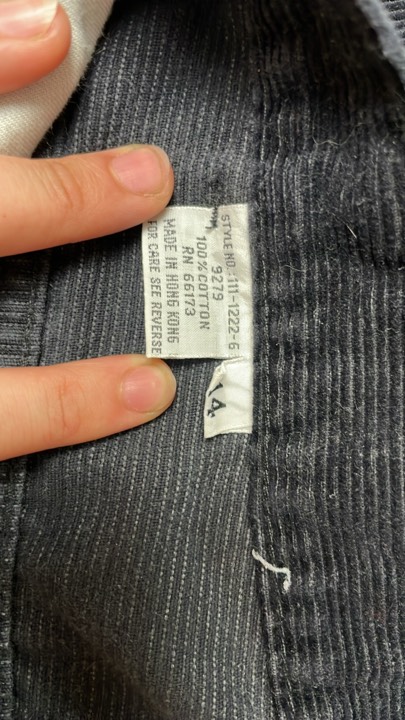 STYLE NO.:111-1222-6
9279
100%COTTON
RN 66173
MADE IN HONG KONG
FOR CARE SEE REVERSE
14